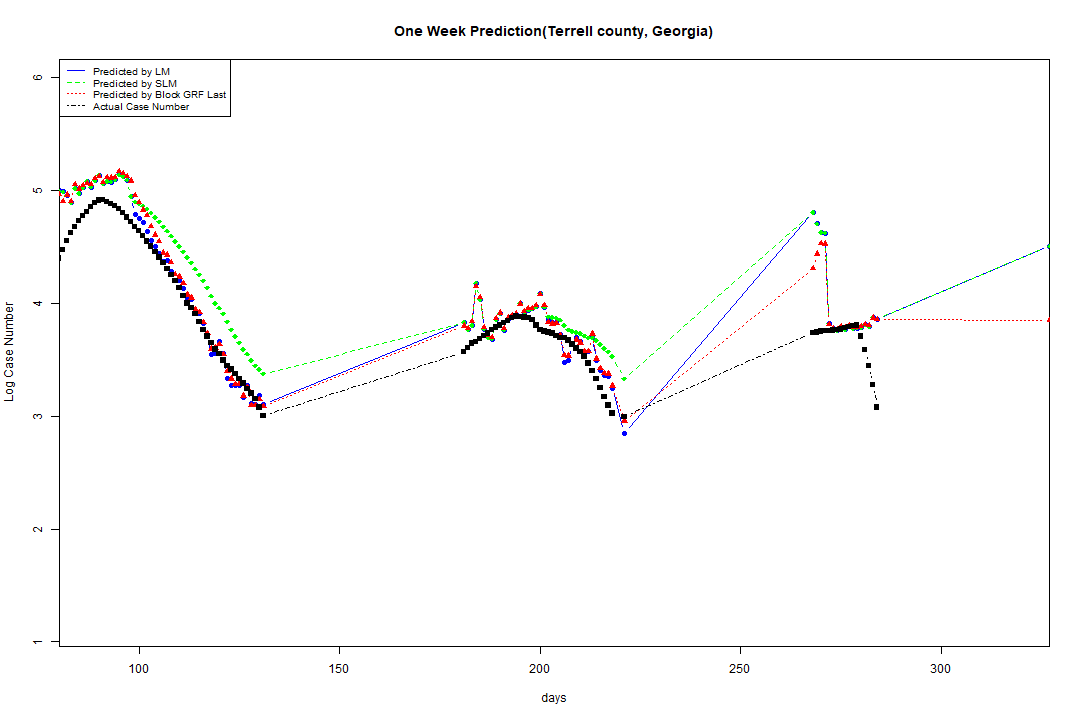 One Week Prediction(Terrell county, Georgia)
Predicted by LM
Predicted by SLM
Predicted by Block GRF Last
Actual Case Number
6
5
4
3
2
1
Log Case Number
100 150 200 250 300
days